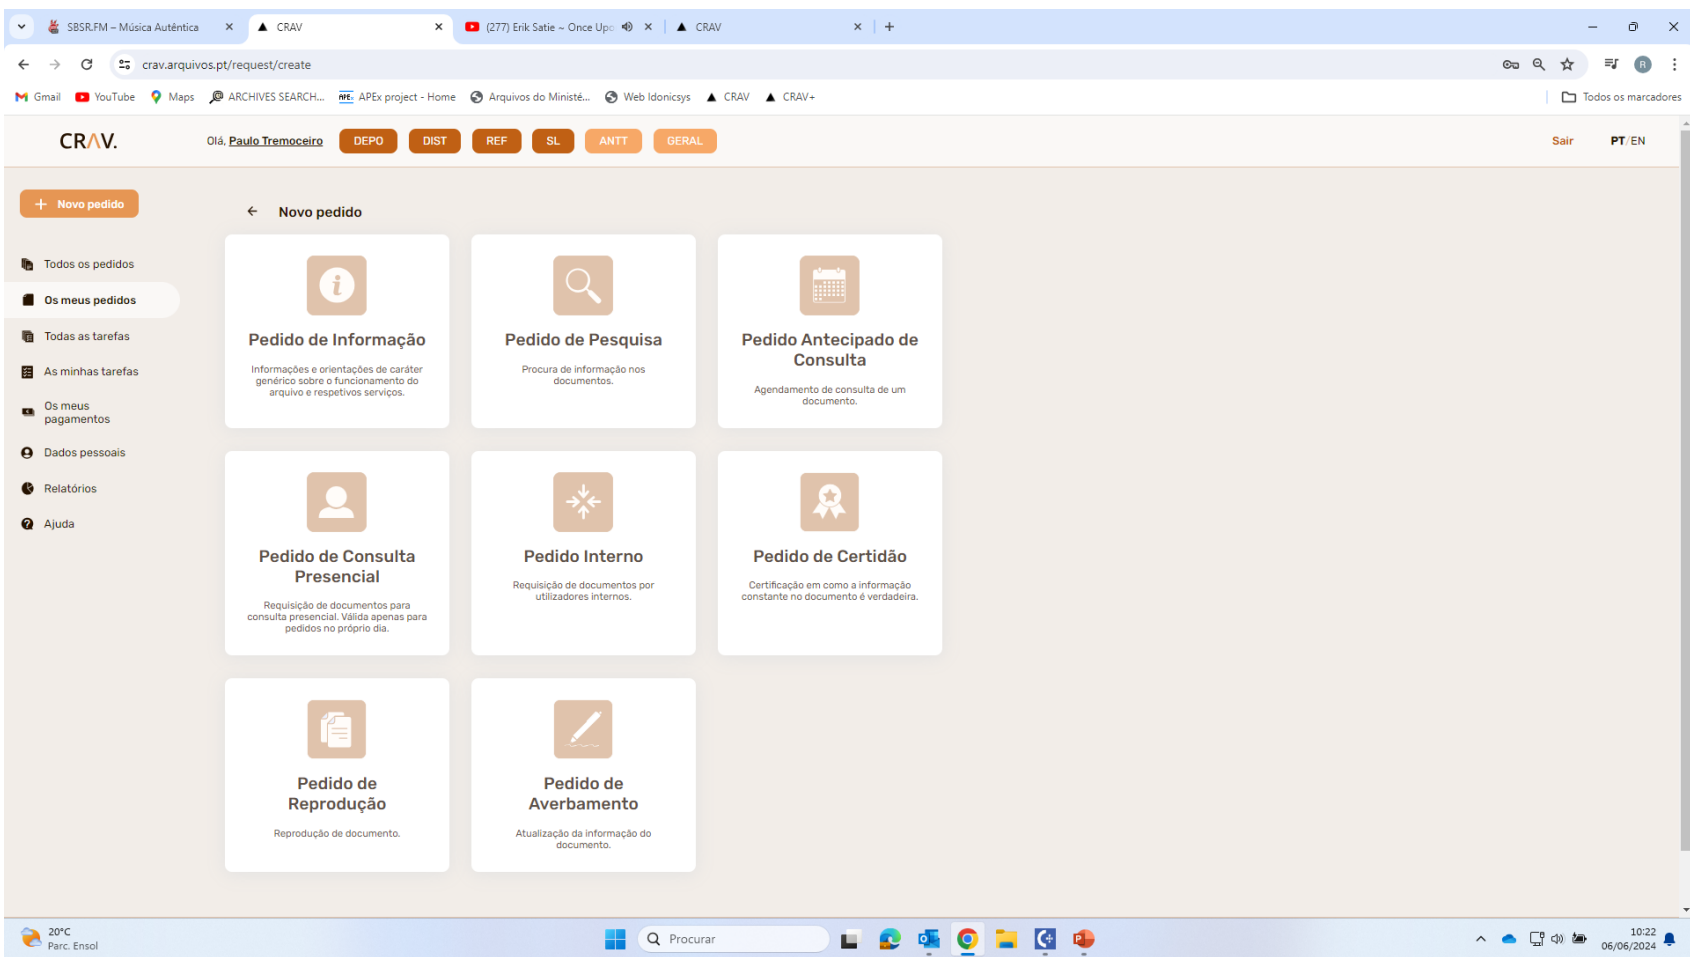 SBSR.FM – Música Autêntica
CRAV
(277) Erik Satie ~ Once Upo
CRAV
crav.arquivos.pt/request/create
R
Gmail
YouTube
Maps
ARCHIVES SEARCH...
APE.
APEx project - Home
Arquivos do Ministé...
Web Idonicsys
CRAV
CRAV+
Todos os marcadores
CRΛV.
Olá, Paulo Tremoceiro
DEPO
DIST
REF
SL
ANTT
GERAL
Sair
PT/EN
+ Novo pedido
Todos os pedidos
Os meus pedidos
Todas as tarefas
As minhas tarefas
Os meus
pagamentos
Dados pessoais
Relatórios
Ajuda
← Novo pedido
Pedido de Informação
Informações e orientações de caráter
genérico sobre o funcionamento do
arquivo e respetivos serviços.
Pedido de Pesquisa
Procura de informação nos
documentos.
Pedido Antecipado de
Consulta
Agendamento de consulta de um
documento.
Pedido de Consulta
Presencial
Requisição de documentos para
consulta presencial. Válida apenas para
pedidos no próprio dia.
Pedido Interno
Requisição de documentos por
utilizadores internos.
Pedido de Certidão
Certificação em como a informação
constante no documento é verdadeira.
Pedido de
Reprodução
Reprodução de documento.
Pedido de
Averbamento
Atualização da informação do
documento.
20°C
Parc. Ensol
Procurar
10:22
06/06/2024